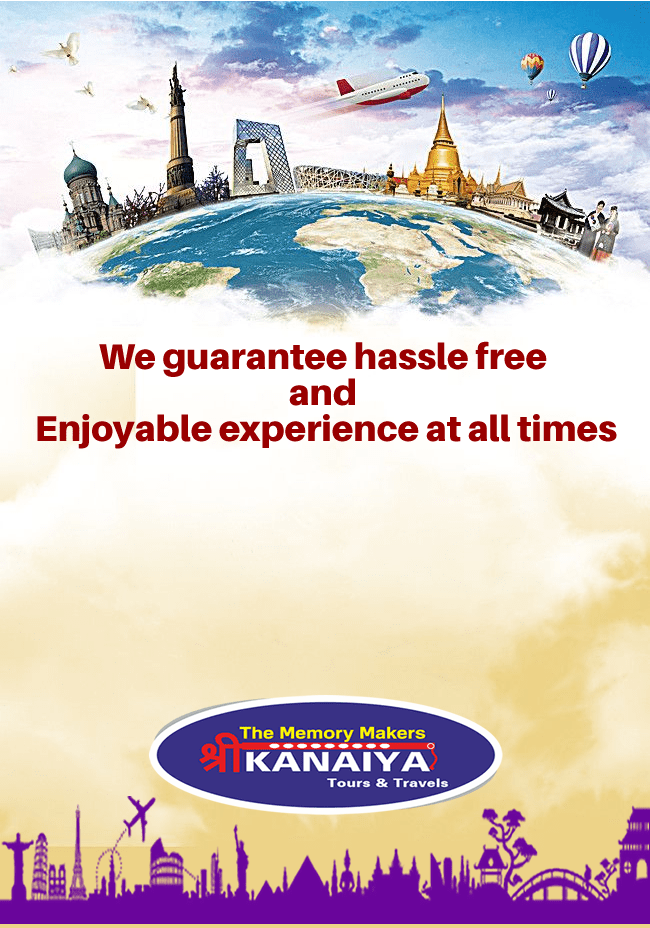 We guarantee hassle free
and
Enjoyable experience at all times
The Memory Makers
श्री KANAIYA
Tours & Travels